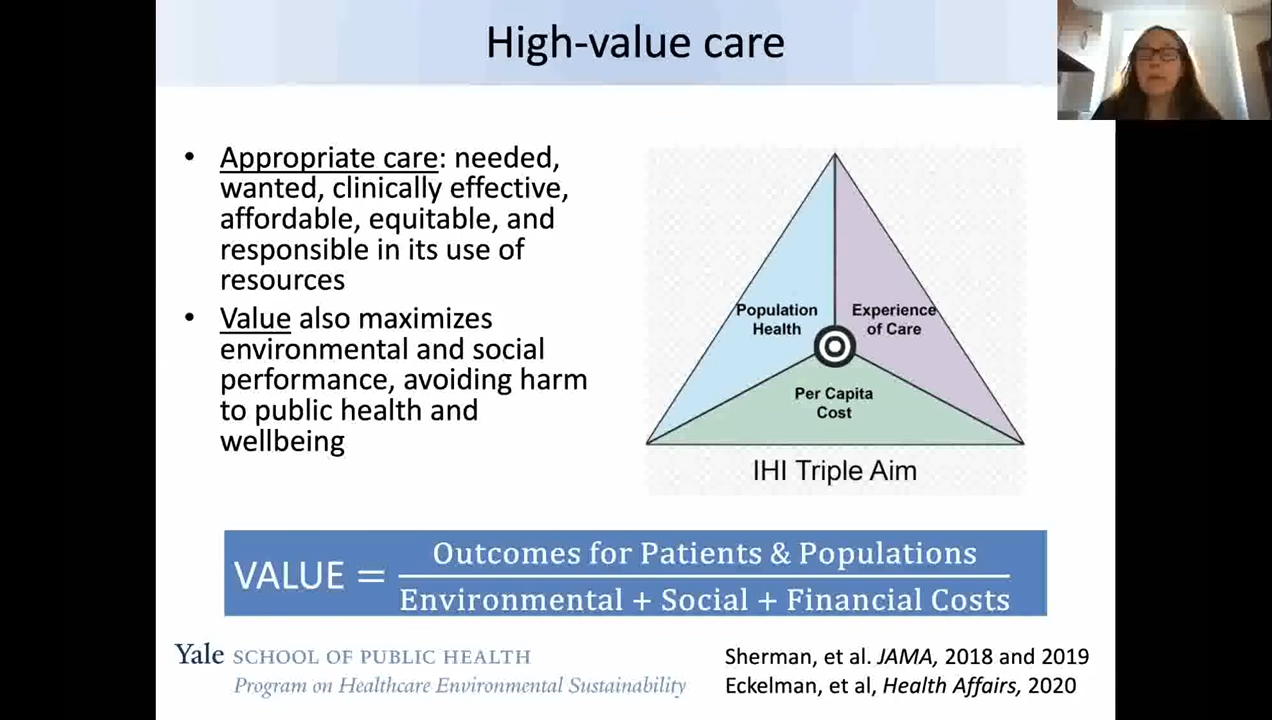 High-value care
• Appropriate care: needed,
wanted, clinically effective,
affordable, equitable, and
responsible in its use of
resources
• Value also maximizes
environmental and social
performance, avoiding harm
to public health and
wellbeing
Population
Health
Experience
of Care
Per Capita
Cost
IHI Triple Aim
VALUE =
Outcomes for Patients & Populations
Environmental + Social + Financial Costs
Yale SCHOOL OF PUBLIC HEALTH
Program on Healthcare Environmental Sustainability
Sherman, et al. JAMA, 2018 and 2019
Eckelman, et al, Health Affairs, 2020